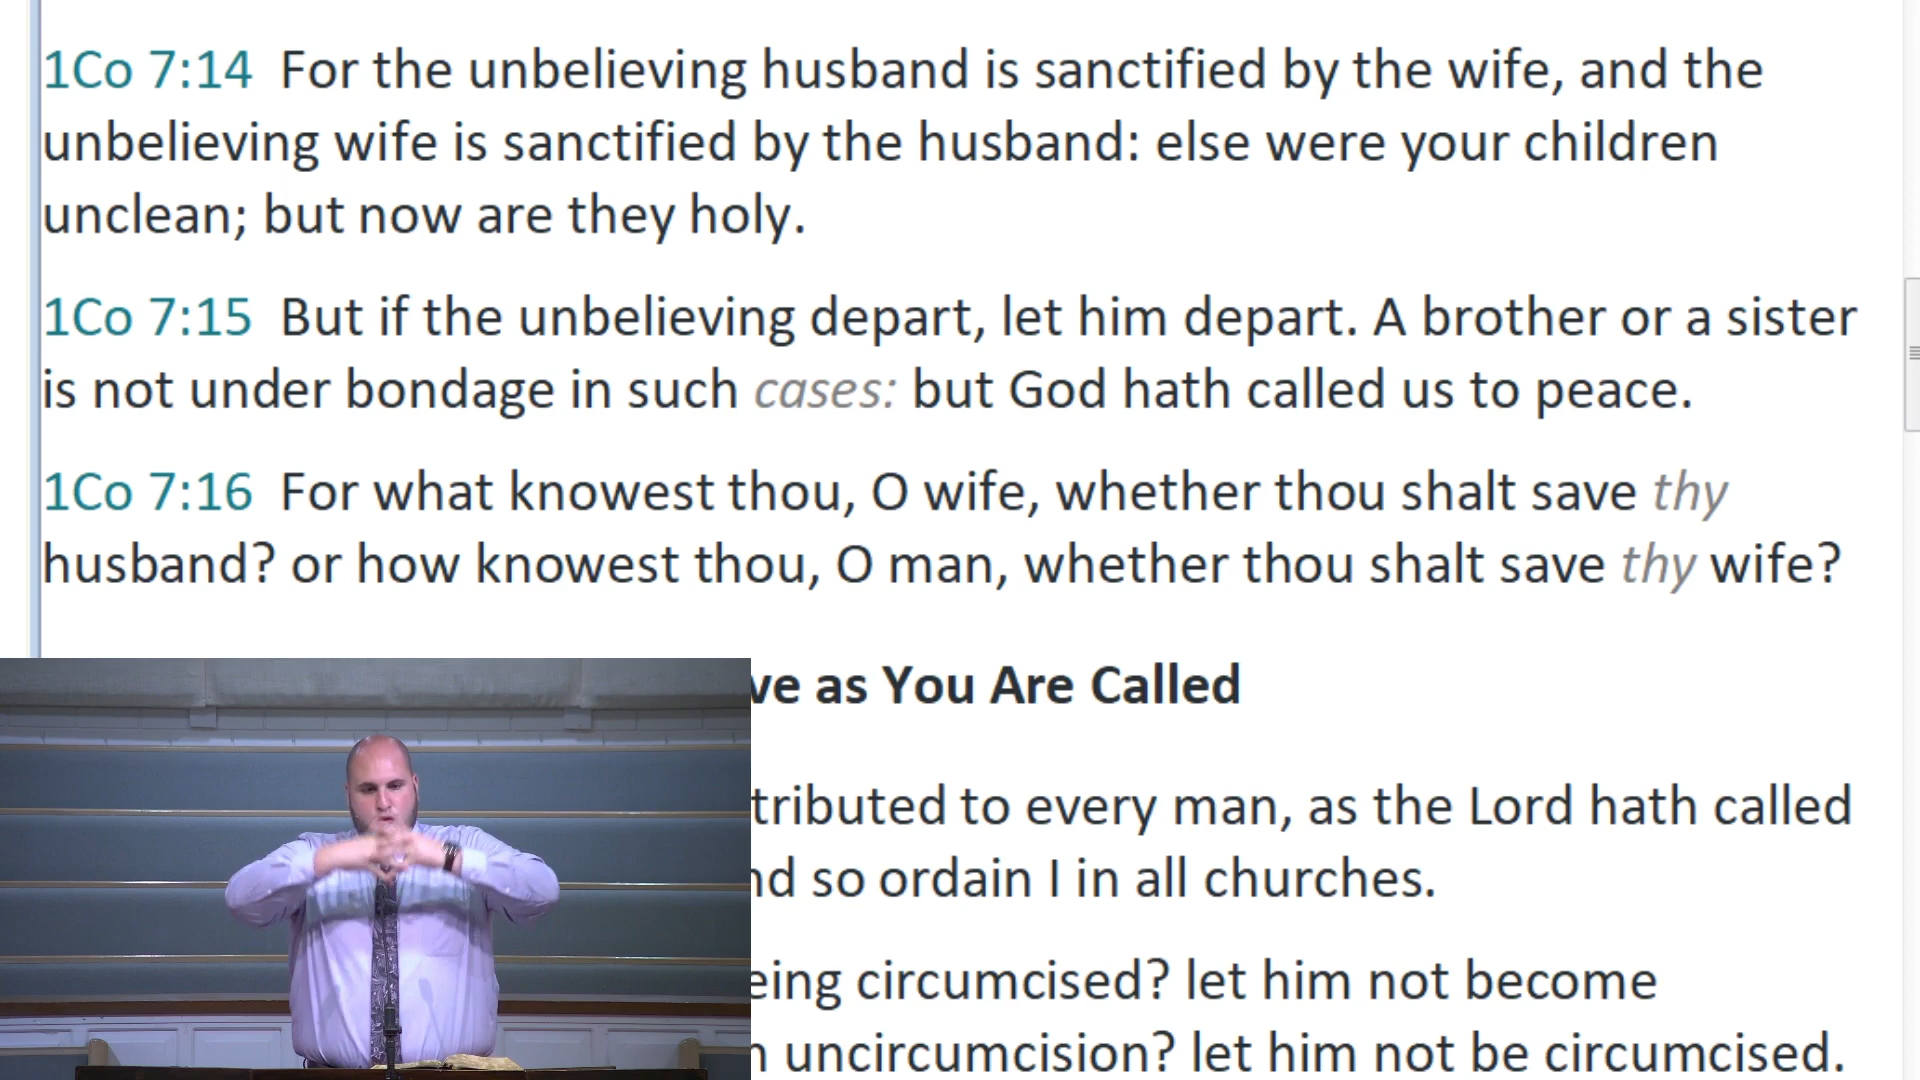 1Co 7:14 For the unbelieving husband is sanctified by the wife, and the
unbelieving wife is sanctified by the husband: else were your children
unclean; but now are they holy.
1Co 7:15 But if the unbelieving depart, let him depart. A brother or a sister
is not under bondage in such cases: but God hath called us to peace.
1Co 7:16 For what knowest thou, O wife, whether thou shalt save thy
husband? or how knowest thou, O man, whether thou shalt save thy wife?
ve as You Are Called
tributed to every man, as the Lord hath called
nd so ordain I in all churches.
eing circumcised? let him not become
n uncircumcision? let him not be circumcised.